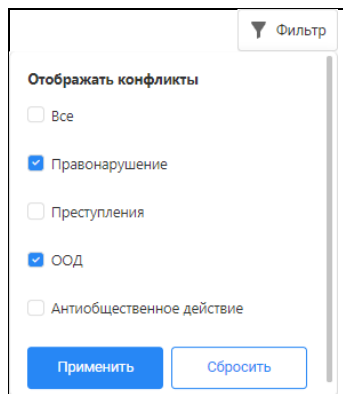 Фильтр
Отображать конфликты
Все
Правонарушение
Преступления
ООД
Антиобщественное действие
Применить Сбросить